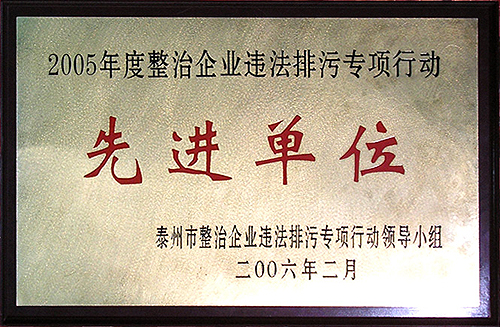 2005年度整治企业违法排污专项行动
先进单位
泰州市整治企业违法排污专项行动领导小组
二00六年二月